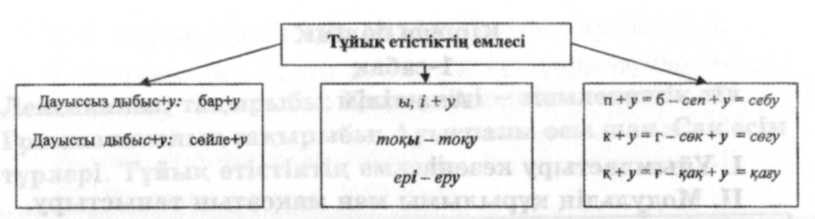 Тұйық етістіктің емлесі
Дауыссыз дыбыс+у: бар+у
Дауысты дыбыс+у: сөйле+у
ы, і + у
тоқы – тоқу
ері – еру
п + у = б – сеп + у = себу
к + у = г – сөк + у = сөгу
қ + у = ғ – қақ + у = қағу